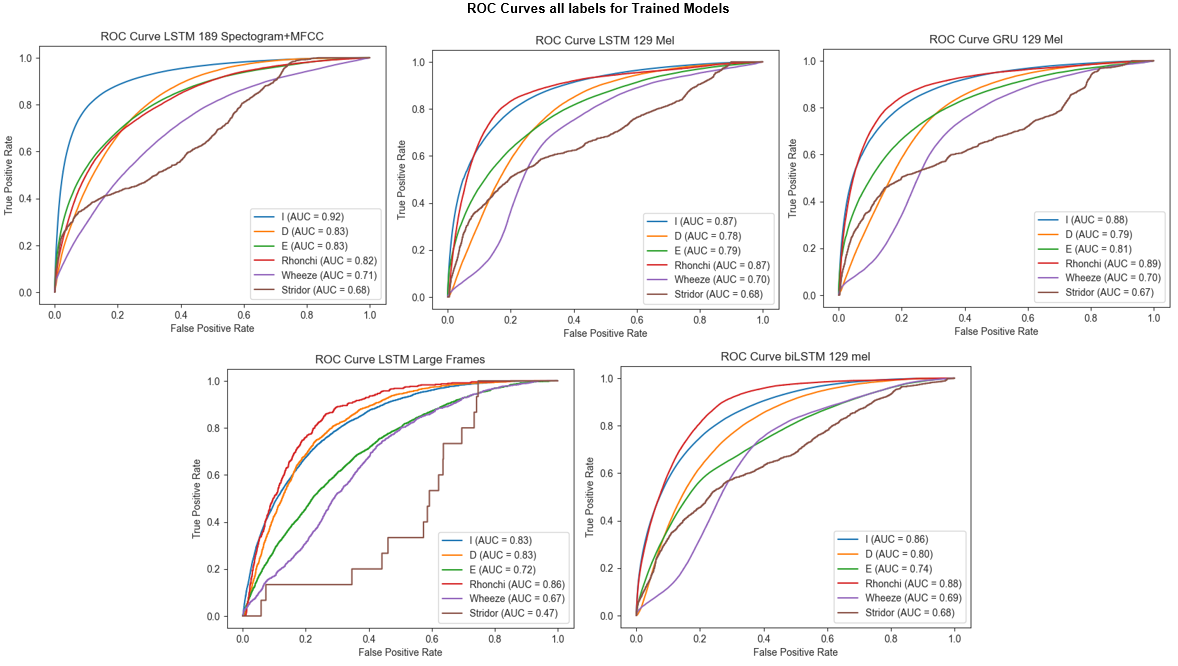 ROC Curves all labels for Trained Models
ROC Curve LSTM 189 Spectogram+MFCC
True Positive Rate
1.0
0.8
0.6
0.4
0.2
0.0
I (AUC = 0.92)
D (AUC = 0.83)
E (AUC = 0.83)
Rhonchi (AUC = 0.82)
Wheeze (AUC = 0.71)
Stridor (AUC = 0.68)
0.0 0.2 0.4 0.6 0.8 1.0
False Positive Rate
ROC Curve LSTM 129 Mel
True Positive Rate
1.0
0.8
0.6
0.4
0.2
0.0
I (AUC = 0.87)
D (AUC = 0.78)
E (AUC = 0.79)
Rhonchi (AUC = 0.87)
Wheeze (AUC = 0.70)
Stridor (AUC = 0.68)
0.0 0.2 0.4 0.6 0.8 1.0
False Positive Rate
ROC Curve GRU 129 Mel
True Positive Rate
1.0
0.8
0.6
0.4
0.2
0.0
I (AUC = 0.88)
D (AUC = 0.79)
E (AUC = 0.81)
Rhonchi (AUC = 0.89)
Wheeze (AUC = 0.70)
Stridor (AUC = 0.67)
0.0 0.2 0.4 0.6 0.8 1.0
False Positive Rate
ROC Curve LSTM Large Frames
True Positive Rate
1.0
0.8
0.6
0.4
0.2
0.0
I (AUC = 0.83)
D (AUC = 0.83)
E (AUC = 0.72)
Rhonchi (AUC = 0.86)
Wheeze (AUC = 0.67)
Stridor (AUC = 0.47)
0.0 0.2 0.4 0.6 0.8 1.0
False Positive Rate
ROC Curve biLSTM 129 mel
True Positive Rate
1.0
0.8
0.6
0.4
0.2
0.0
I (AUC = 0.86)
D (AUC = 0.80)
E (AUC = 0.74)
Rhonchi (AUC = 0.88)
Wheeze (AUC = 0.69)
Stridor (AUC = 0.68)
0.0 0.2 0.4 0.6 0.8 1.0
False Positive Rate